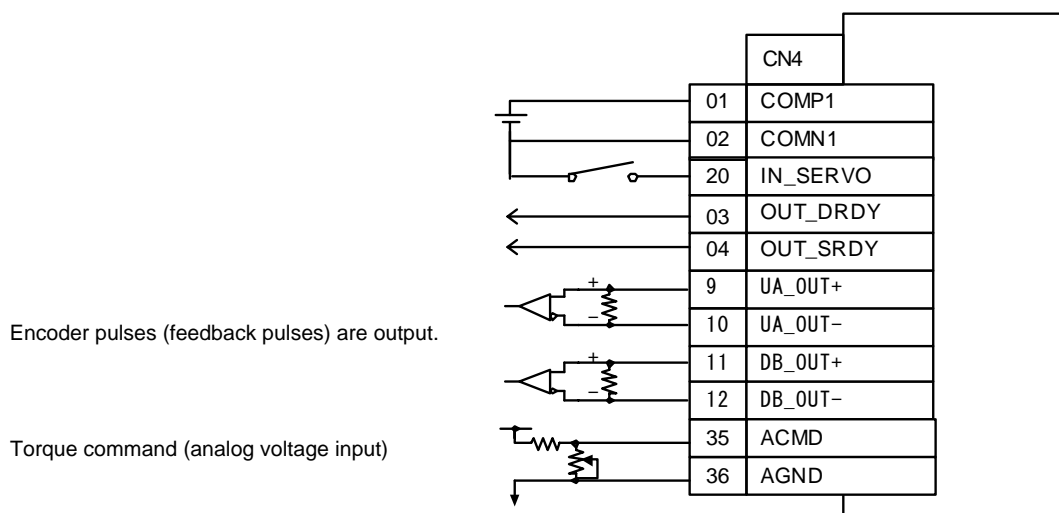 CN4
01 COMP1
02 COMN1
20 IN_SERVO
03 OUT_DRDY
04 OUT_SRDY
+ 9 UA_OUT+
Encoder pulses (feedback pulses) are output.
− 10 UA_OUT-
+ 11 DB_OUT+
− 12 DB_OUT-
Torque command (analog voltage input)
35 ACMD
36 AGND